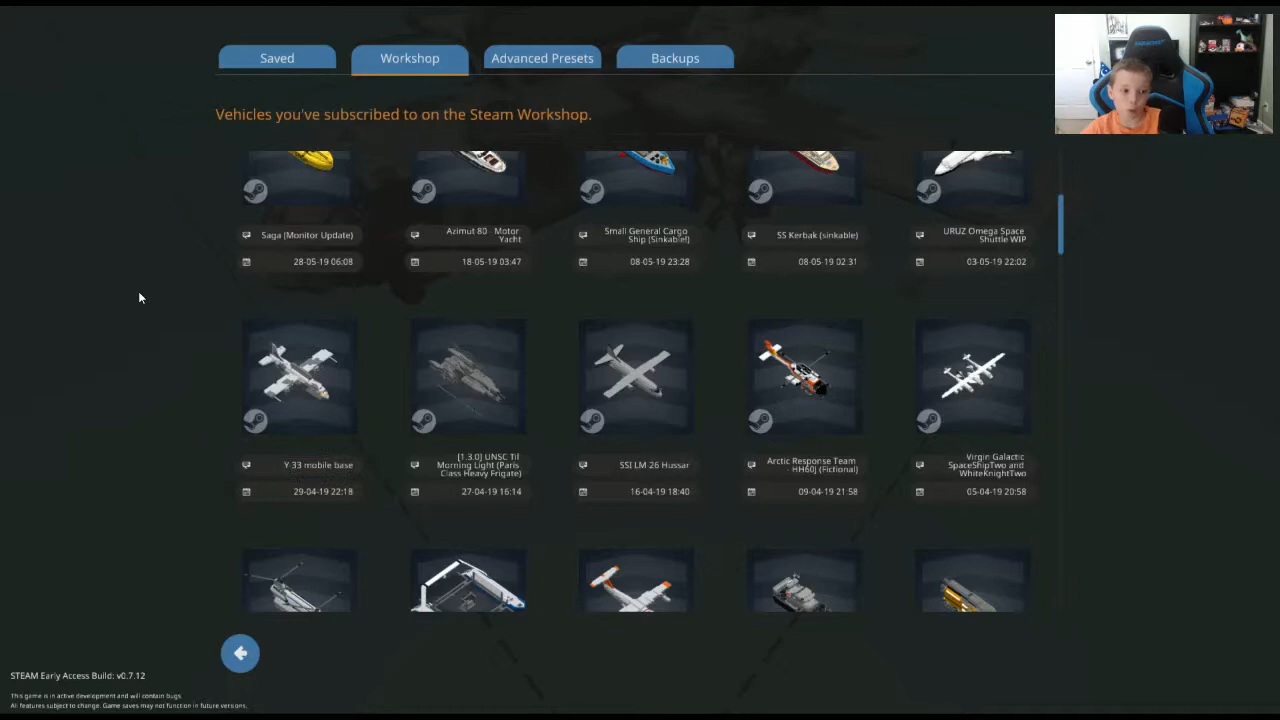 Saved
Workshop
Advanced Presets
Backups
Vehicles you've subscribed to on the Steam Workshop.
Saga (Monitor Update)
Azimut 80 - Motor
Yacht
Small General Cargo
Ship (Sinkable!)
SS Kerbak (sinkable)
URUZ Omega Space
Shuttle WIP
28-05-19 06:08
18-05-19 03:47
08-05-19 23:28
08-05-19 02:31
03-05-19 22:02
Y 33 mobile base
[1.3.0] UNSC Til
Morning Light (Paris
Class Heavy Frigate)
SSI LM 26 Hussar
Arctic Response Team
- HH60J (Fictional)
Virgin Galactic
SpaceShipTwo and
WhiteKnightTwo
29-04-19 22:18
27-04-19 16:14
16-04-19 18:40
09-04-19 21:58
05-04-19 20:58
STEAM Early Access Build: v0.7.12
This game is in active development and will contain bugs.
All features subject to change. Game saves may not function in future versions.